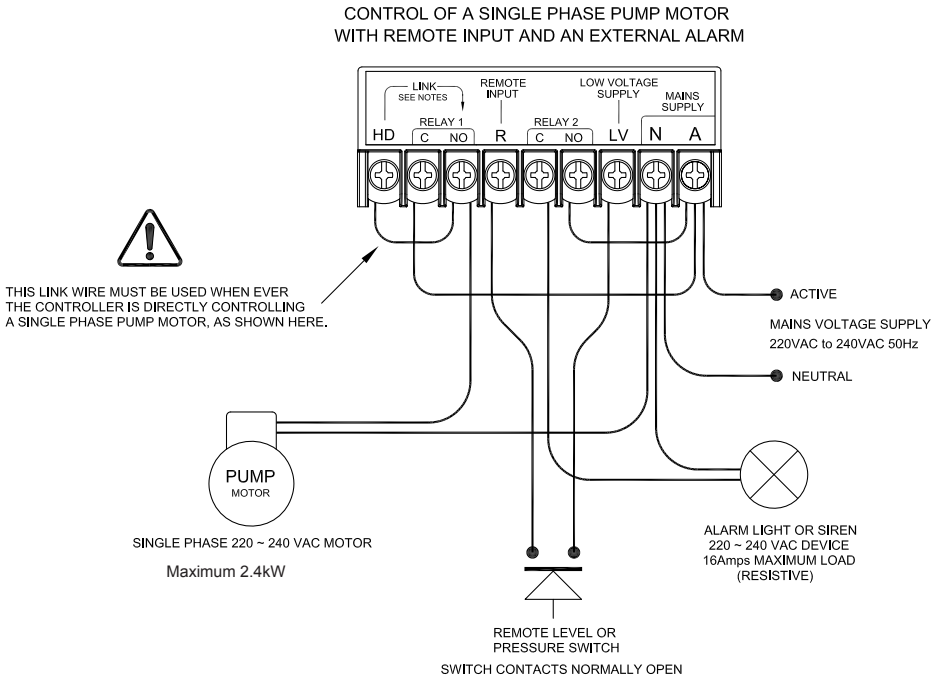 CONTROL OF A SINGLE PHASE PUMP MOTOR
WITH REMOTE INPUT AND AN EXTERNAL ALARM
LINK
SEE NOTES
REMOTE
INPUT
LOW VOLTAGE
SUPPLY
MAINS
SUPPLY
RELAY 1
RELAY 2
HD C NO R C NO LV N A
THIS LINK WIRE MUST BE USED WHEN EVER
THE CONTROLLER IS DIRECTLY CONTROLLING
A SINGLE PHASE PUMP MOTOR, AS SHOWN HERE.
ACTIVE
MAINS VOLTAGE SUPPLY
220VAC to 240VAC 50Hz
NEUTRAL
PUMP
MOTOR
SINGLE PHASE 220 ~ 240 VAC MOTOR
Maximum 2.4kW
ALARM LIGHT OR SIREN
220 ~ 240 VAC DEVICE
16Amps MAXIMUM LOAD
(RESISTIVE)
REMOTE LEVEL OR
PRESSURE SWITCH
SWITCH CONTACTS NORMALLY OPEN